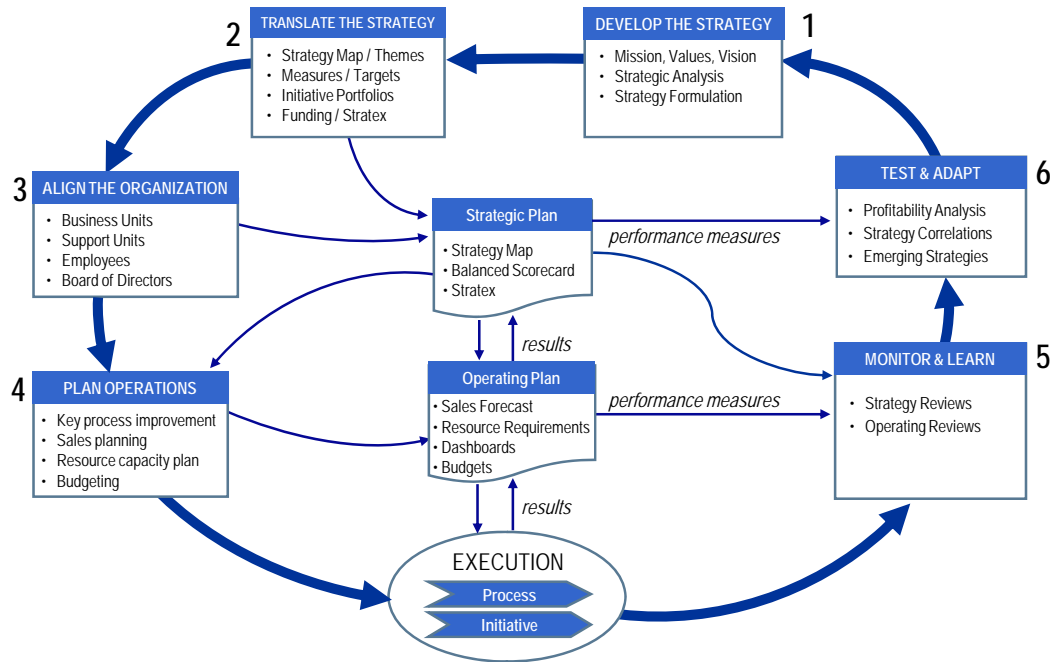 1
DEVELOP THE STRATEGY
• Mission, Values, Vision
• Strategic Analysis
• Strategy Formulation
2
TRANSLATE THE STRATEGY
• Strategy Map / Themes
• Measures / Targets
• Initiative Portfolios
• Funding / Stratex
3
ALIGN THE ORGANIZATION
• Business Units
• Support Units
• Employees
• Board of Directors
4
PLAN OPERATIONS
• Key process improvement
• Sales planning
• Resource capacity plan
• Budgeting
Strategic Plan
• Strategy Map
• Balanced Scorecard
• Stratex
performance measures
results
Operating Plan
• Sales Forecast
• Resource Requirements
• Dashboards
• Budgets
performance measures
results
EXECUTION
Process
Initiative
5
MONITOR & LEARN
• Strategy Reviews
• Operating Reviews
6
TEST & ADAPT
• Profitability Analysis
• Strategy Correlations
• Emerging Strategies